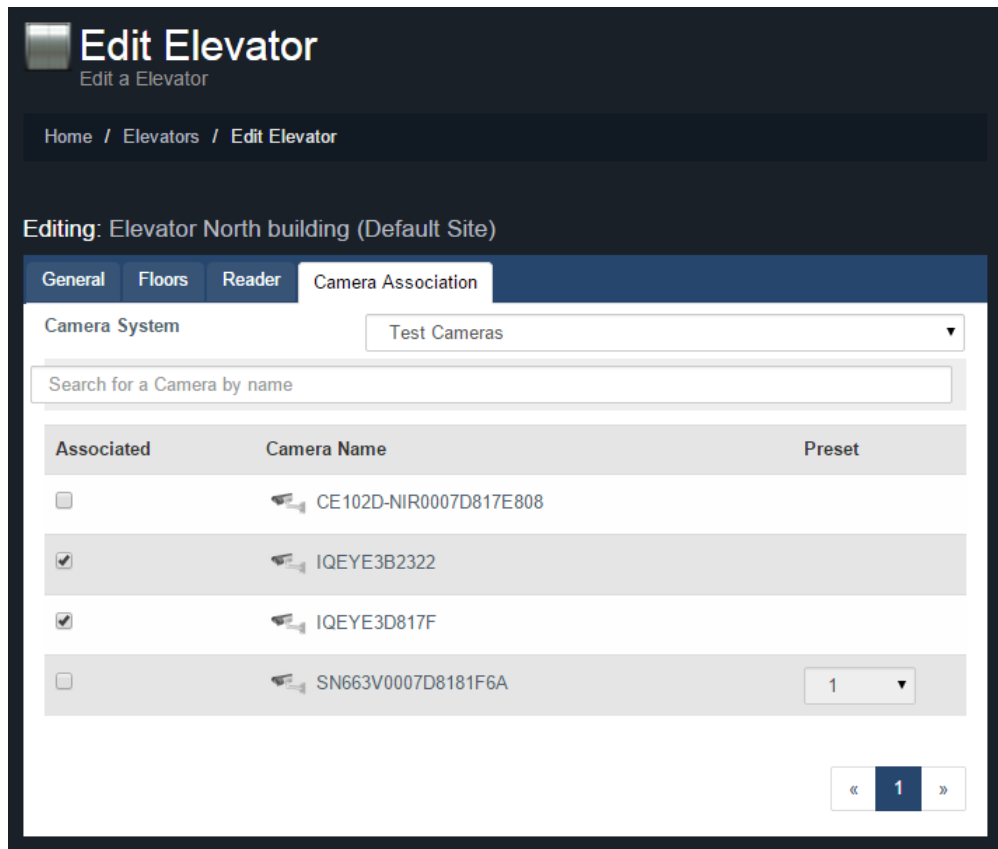 Edit Elevator
Edit a Elevator
Home / Elevators / Edit Elevator
Editing: Elevator North building (Default Site)
General Floors Reader Camera Association
Camera System Test Cameras
Search for a Camera by name
Associated Camera Name Preset
CE102D-NIR0007D817E808
IQEYE3B2322
IQEYE3D817F
SN663V0007D8181F6A 1
« 1 »